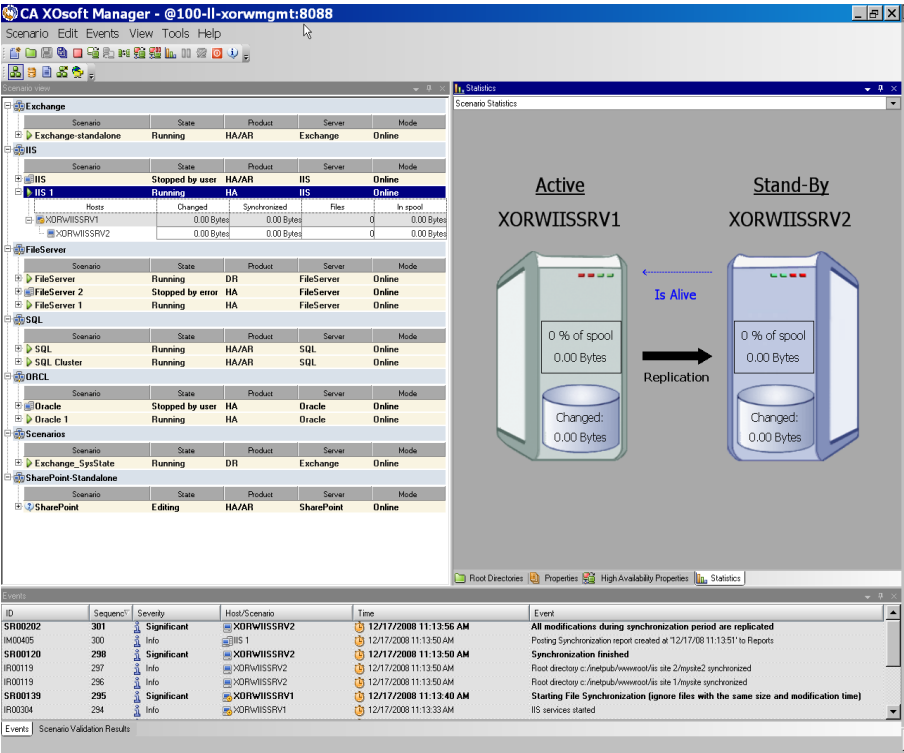 CA XOsoft Manager - @100-ll-xorwmgmt:8088
Scenario Edit Events View Tools Help
Scenario view
Exchange
Scenario State Product Server Mode
Exchange-standalone Running HA/AR Exchange Online
IIS
Scenario State Product Server Mode
IIS Stopped by user HA/AR IIS Online
IIS 1 Running HA IIS Online
Hosts Changed Synchronized Files In spool
XORWIISSRV1 0.00 Bytes 0.00 Bytes 0 0.00 Bytes
XORWIISSRV2 0.00 Bytes 0.00 Bytes 0 0.00 Bytes
FileServer
Scenario State Product Server Mode
FileServer Running DR FileServer Online
FileServer 2 Stopped by error HA FileServer Online
FileServer 1 Running HA FileServer Online
SQL
Scenario State Product Server Mode
SQL Running HA/AR SQL Online
SQL Cluster Running HA/AR SQL Online
ORCL
Scenario State Product Server Mode
Oracle Stopped by user HA Oracle Online
Oracle 1 Running HA Oracle Online
Scenarios
Scenario State Product Server Mode
Exchange_SysState Running DR Exchange Online
SharePoint-Standalone
Scenario State Product Server Mode
SharePoint Editing HA/AR SharePoint Online
Statistics
Scenario Statistics
Active Stand-By
XORWIISSRV1 XORWIISSRV2
Is Alive
0 % of spool 0 % of spool
0.00 Bytes 0.00 Bytes
Replication
Changed: Changed:
0.00 Bytes 0.00 Bytes
Root Directories Properties High Availability Properties Statistics
Events
ID Sequenc Severity Host/Scenario Time Event
SR00202 301 Significant XORWIISSRV2 12/17/2008 11:13:56 AM All modifications during synchronization period are replicated
IM00405 300 Info IIS 1 12/17/2008 11:13:50 AM Posting Synchronization report created at '12/17/08 11:13:51' to Reports
SR00120 298 Significant XORWIISSRV2 12/17/2008 11:13:50 AM Synchronization finished
IR00119 297 Info XORWIISSRV2 12/17/2008 11:13:50 AM Root directory c:/inetpub/wwwroot/iis site 2/mysite2 synchronized
IR00119 296 Info XORWIISSRV2 12/17/2008 11:13:50 AM Root directory c:/inetpub/wwwroot/iis site 1/mysite synchronized
SR00139 295 Significant XORWIISSRV1 12/17/2008 11:13:40 AM Starting File Synchronization (ignore files with the same size and modification time)
IR00304 294 Info XORWIISSRV1 12/17/2008 11:13:33 AM IIS services started
Events Scenario Validation Results